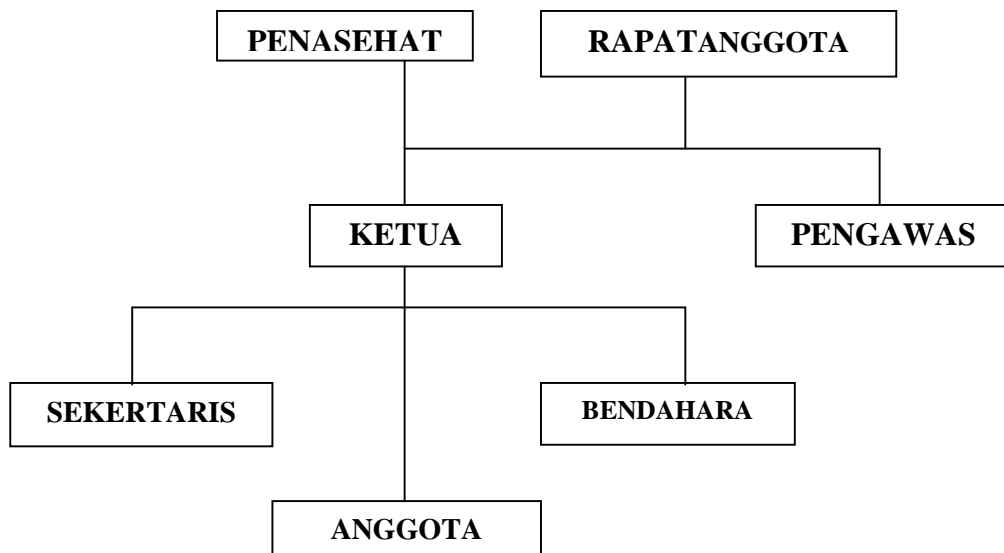 PENASEHAT
RAPATANGGOTA
KETUA
PENGAWAS
SEKERTARIS
BENDAHARA
ANGGOTA